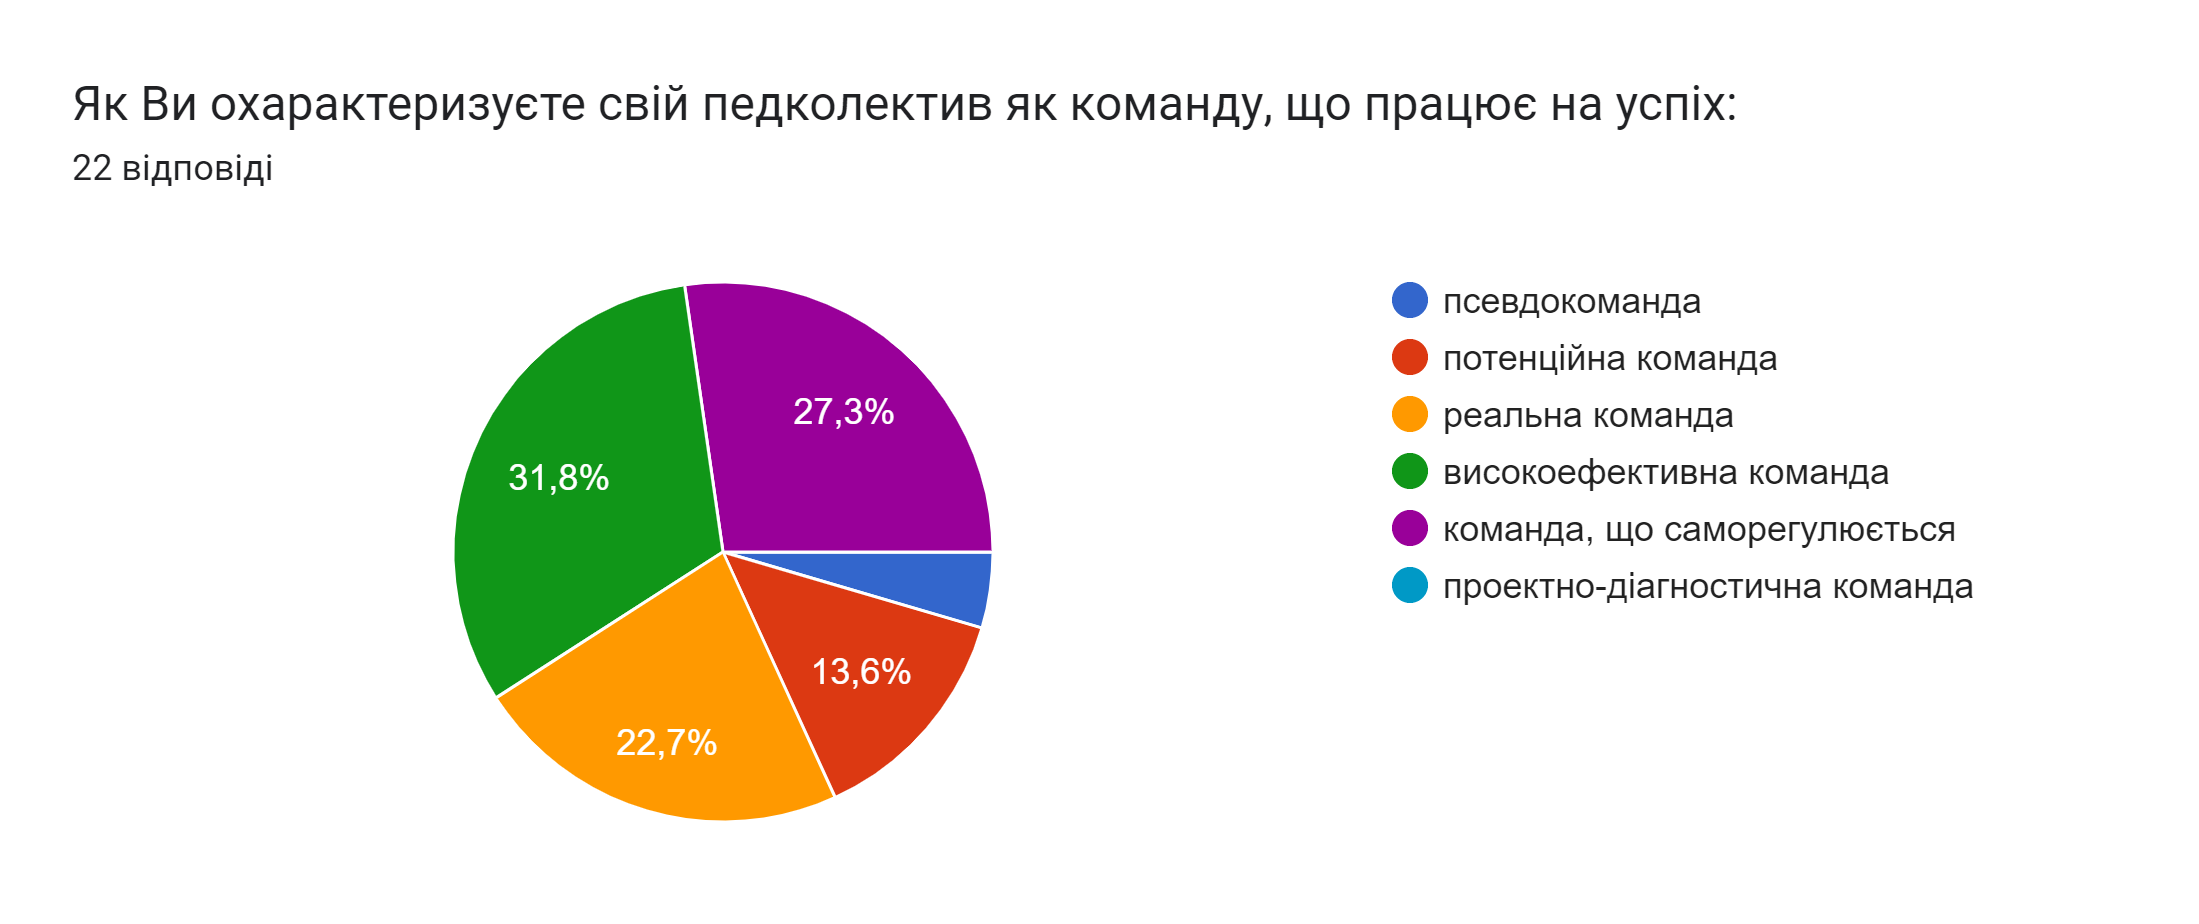 Як Ви охарактеризуєте свій педколектив як команду, що працює на успіх:
22 відповіді
27,3%
31,8%
13,6%
22,7%
псевдокоманда
потенційна команда
реальна команда
високоефективна команда
команда, що саморегулюється
проектно-діагностична команда